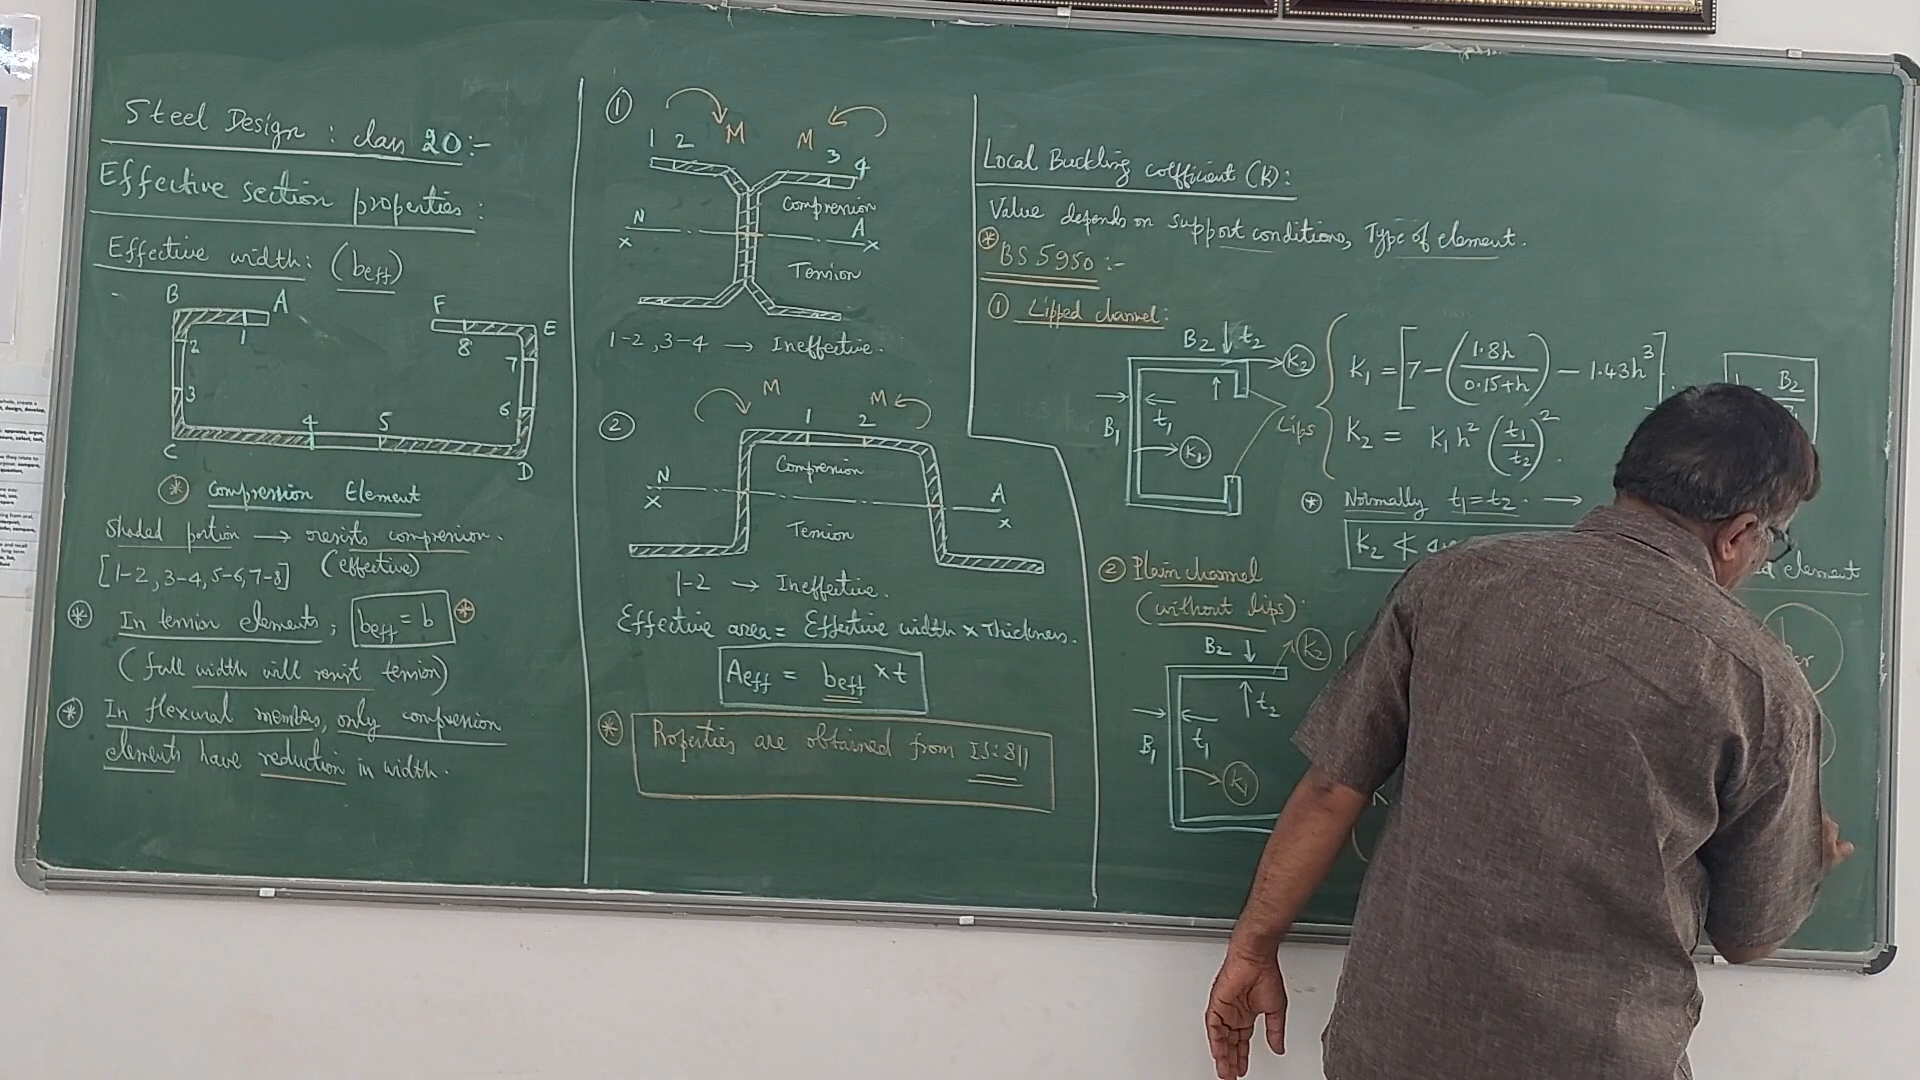 Steel Design : class 20:-
Effective section properties:
Effective width: (beff)
B
A
F
E
1
2
3
4
5
6
7
8
C
D
* Compression Element
Shaded portion → resists compression.
[1-2, 3-4, 5-6, 7-8] (effective)
* In tension elements; beff = b *
(full width will resist tension)
* In flexural members, only compression
elements have reduction in width.
①
M
M
1 2
3 4
Compression
N
A
x
x
Tension
1-2, 3-4 → Ineffective.
②
M
M
1
2
Compression
N
A
x
x
Tension
1-2 → Ineffective.
Effective area = Effective width x Thickness.
Aeff = beff x t
* Properties are obtained from IS:811
Local Buckling coefficient (K):
Value depends on support conditions, Type of element.
* BS 5950:-
① Lipped channel:
B2 t2
K2
B1
t1
K1
Lips
K1 = [7 - (1.8h / 0.15+h) - 1.43h³].
B2
K2 = K1 h² (t1/t2)².
* Normally t1 = t2. →
K2 ≮
element
② Plain channel
(without lips).
B2
K2
t2
B1
t1
K1